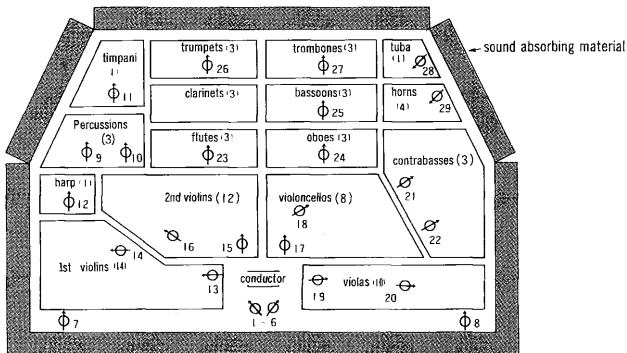 trumpets (3)
26
trombones (3)
27
tuba
(1)
28
sound absorbing material
timpani
11
clarinets (3)
bassoons (3)
25
horns
(4)
29
Percussions
(3)
9
10
flutes (3)
23
oboes (3)
24
contrabasses (3)
21
22
harp (1)
12
2nd violins (12)
16
15
violoncellos (8)
18
17
1st violins (14)
14
13
conductor
1 - 6
violas (10)
19
20
7
8